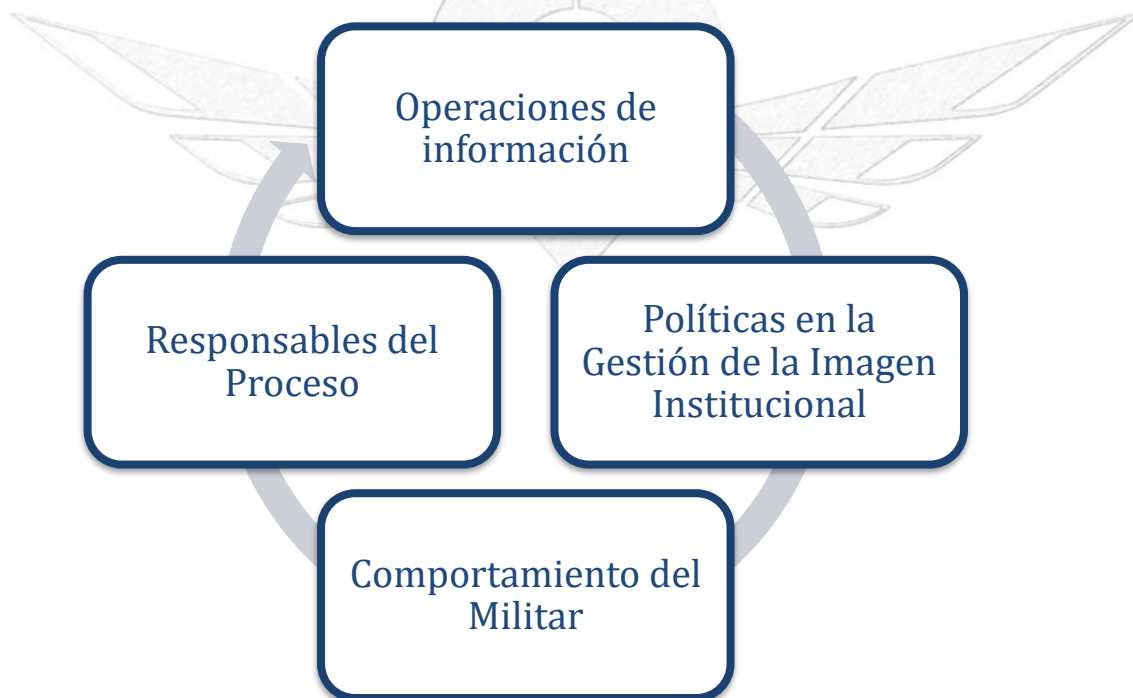 Operaciones de
información
Responsables del
Proceso
Políticas en la
Gestión de la Imagen
Institucional
Comportamiento del
Militar